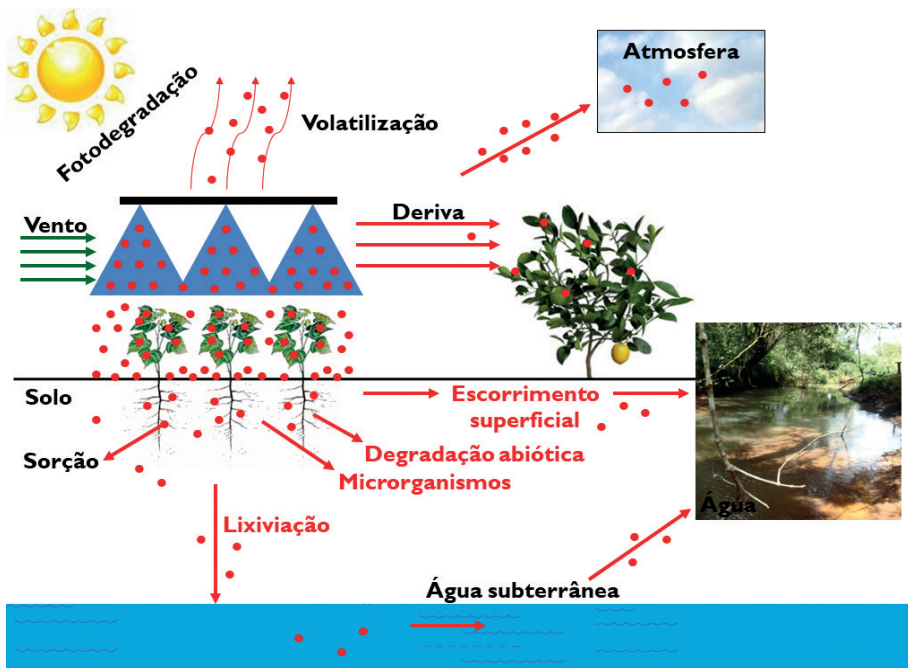 Atmosfera
Fotodegradação
Volatilização
Vento
Deriva
Solo
Escorrimento
superficial
Sorção
Degradação abiótica
Microrganismos
Água
Lixiviação
Água subterrânea